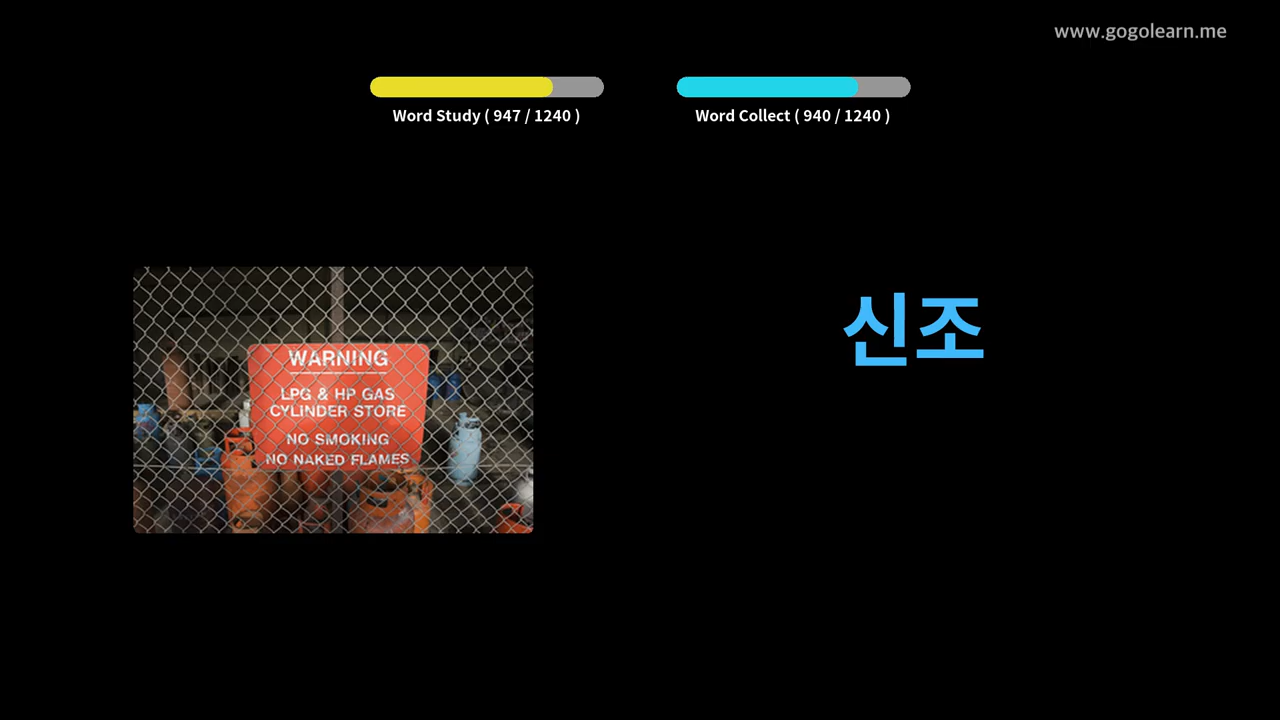 www.gogolearn.me
Word Study ( 947 / 1240 )
Word Collect ( 940 / 1240 )
신조
WARNING
LPG & HP GAS
CYLINDER STORE
NO SMOKING
NO NAKED FLAMES